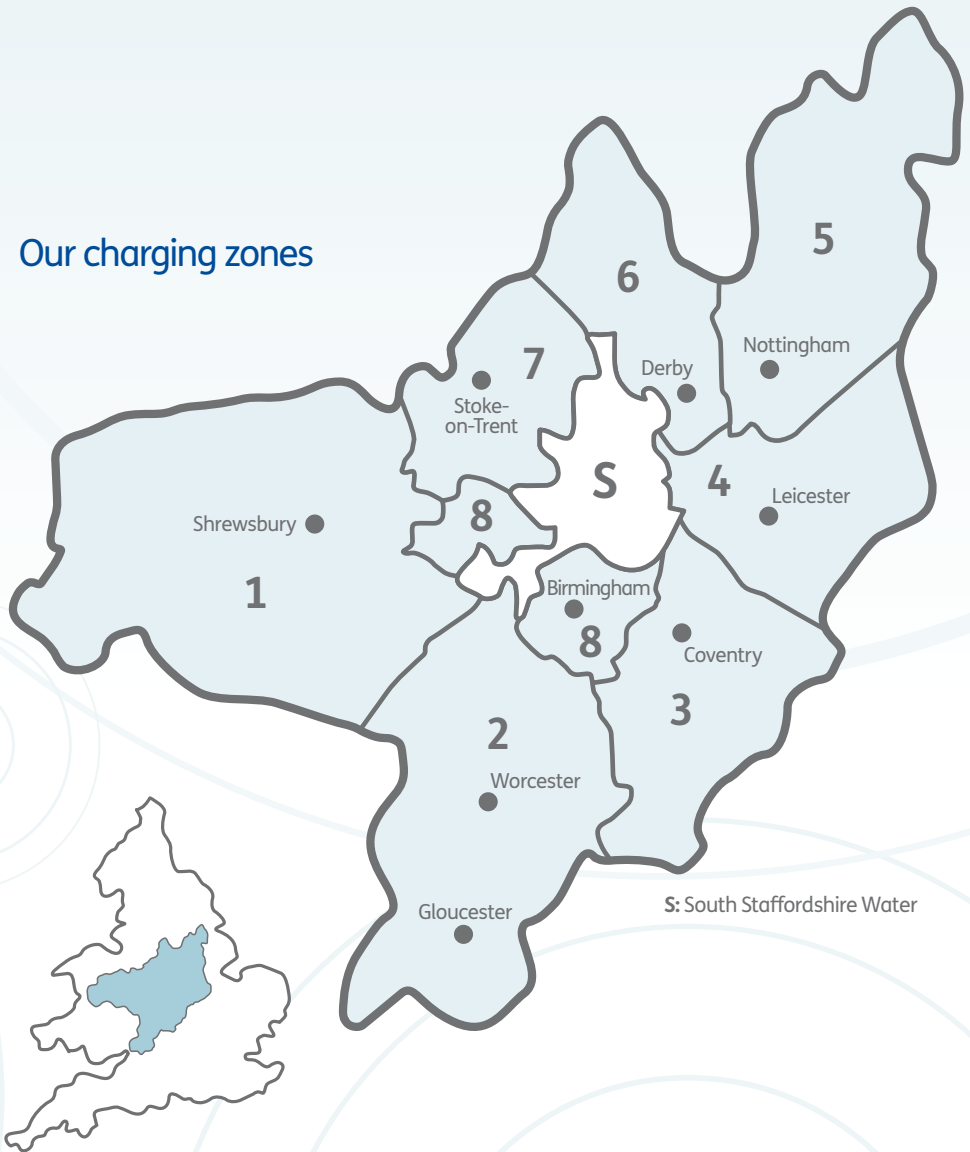 Our charging zones
5
6
Nottingham
7
Derby
Stoke-
on-Trent
S
4
Leicester
8
Shrewsbury
1
Birmingham
8
Coventry
3
2
Worcester
S: South Staffordshire Water
Gloucester